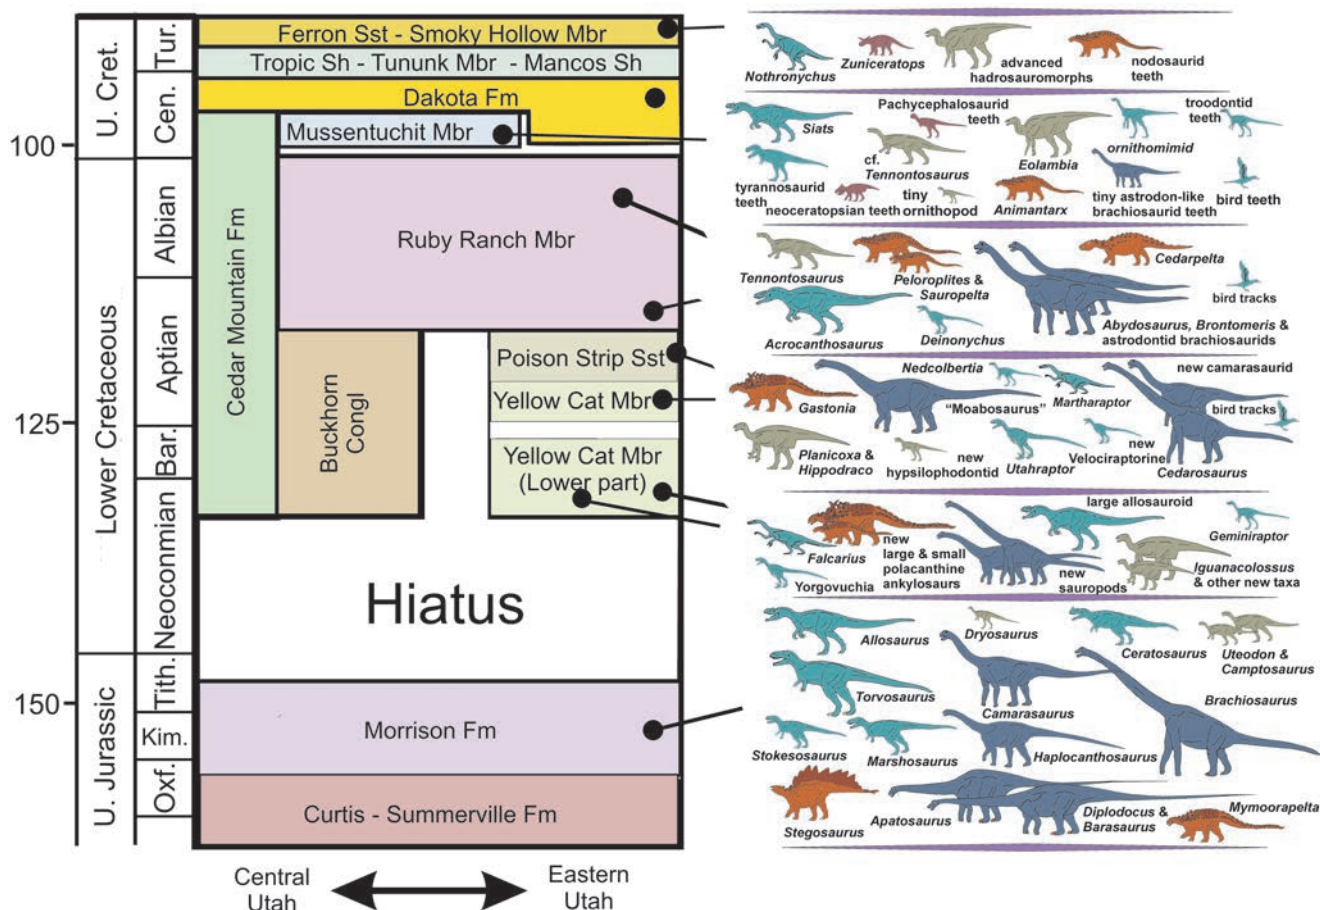 U. Cret.
Lower Cretaceous
U. Jurassic
Tur.
Cen.
Albian
Aptian
Bar.
Neoconmian
Tith.
Kim.
Oxf.
100
125
150
Ferron Sst - Smoky Hollow Mbr
Tropic Sh - Tununk Mbr - Mancos Sh
Dakota Fm
Mussentuchit Mbr
Cedar Mountain Fm
Ruby Ranch Mbr
Buckhorn
Congl
Poison Strip Sst
Yellow Cat Mbr
Yellow Cat Mbr
(Lower part)
Hiatus
Morrison Fm
Curtis - Summerville Fm
Central
Utah
Eastern
Utah
Nothronychus
Zuniceratops
advanced
hadrosauromorphs
nodosaurid
teeth
Siats
Pachycephalosaurid
teeth
cf.
Tennontosaurus
Eolambia
ornithomimid
troodontid
teeth
tyrannosaurid
teeth
neoceratopsian teeth
tiny
ornithopod
Animantarx
tiny astrodon-like
brachiosaurid teeth
bird teeth
Tennontosaurus
Peloroplites &
Sauropelta
Cedarpelta
bird tracks
Acrocanthosaurus
Deinonychus
Abydosaurus, Brontomeris &
astrodontid brachiosaurids
Gastonia
"Moabosaurus"
Nedcolbertia
Martharaptor
new camarasaurid
bird tracks
Planicoxa &
Hippodraco
new
hypsilophodontid
Utahraptor
new
Velociraptorine
Cedarosaurus
Falcarius
Yorgovuchia
new
large & small
polacanthine
ankylosaurs
new
sauropods
large allosauroid
Geminiraptor
Iguanacolossus
& other new taxa
Allosaurus
Dryosaurus
Ceratosaurus
Uteodon &
Camptosaurus
Torvosaurus
Camarasaurus
Brachiosaurus
Stokesosaurus
Marshosaurus
Haplocanthosaurus
Stegosaurus
Apatosaurus
Diplodocus &
Barasaurus
Mymoorapelta